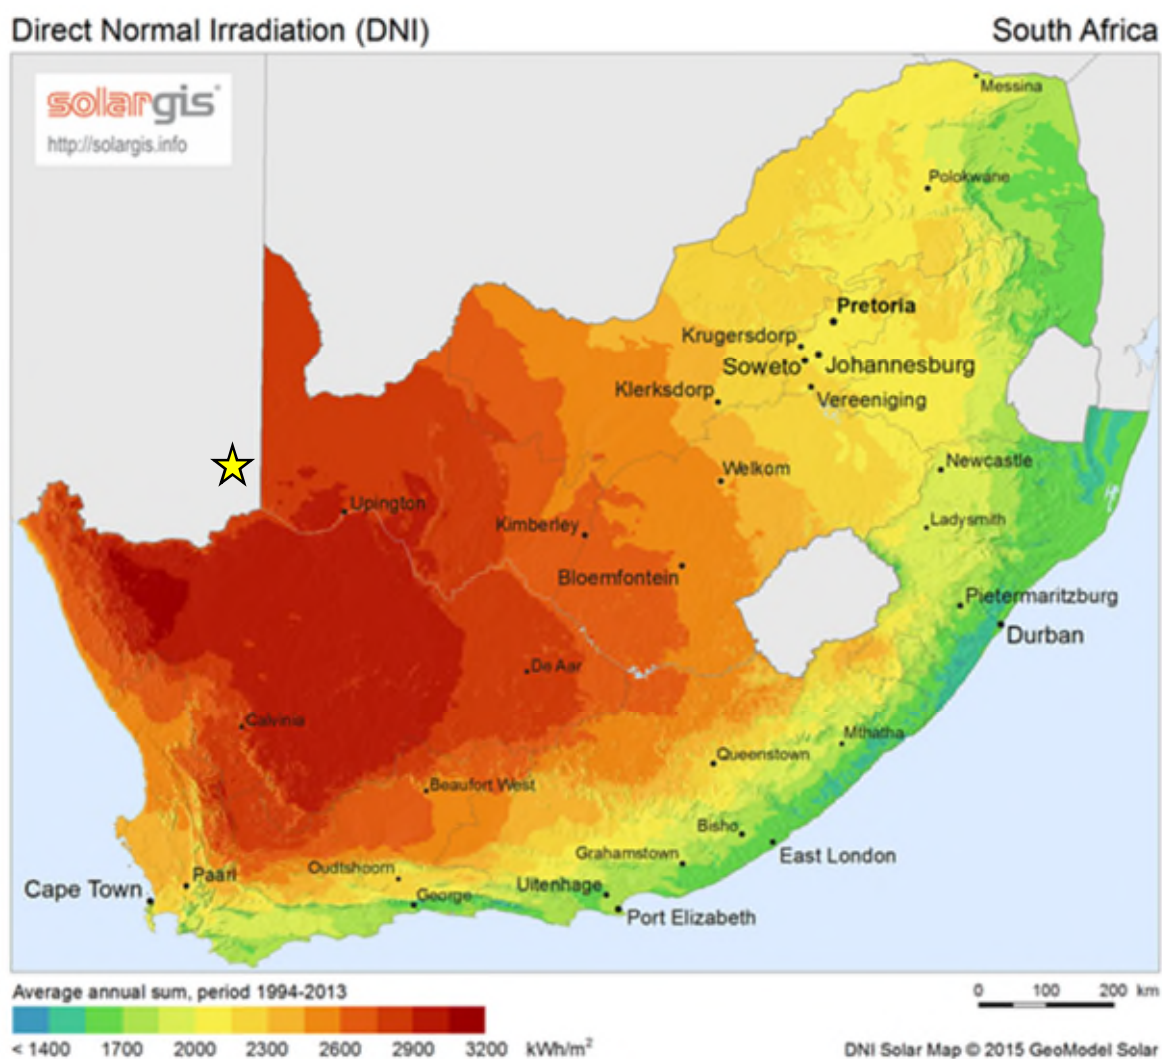 Direct Normal Irradiation (DNI)
South Africa
solargis
http://solargis.info
Messina
Polokwane
Pretoria
Krugersdorp
Soweto
Johannesburg
Klerksdorp
Vereeniging
Welkom
Newcastle
Upington
Kimberley
Ladysmith
Bloemfontein
Pietermaritzburg
Durban
De Aar
Calvinia
Mthatha
Queenstown
Beaufort West
Bisho
East London
Grahamstown
Oudtshoorn
Paarl
Cape Town
George
Uitenhage
Port Elizabeth
Average annual sum, period 1994-2013
0 100 200 km
< 1400 1700 2000 2300 2600 2900 3200 kWh/m²
DNI Solar Map © 2015 GeoModel Solar